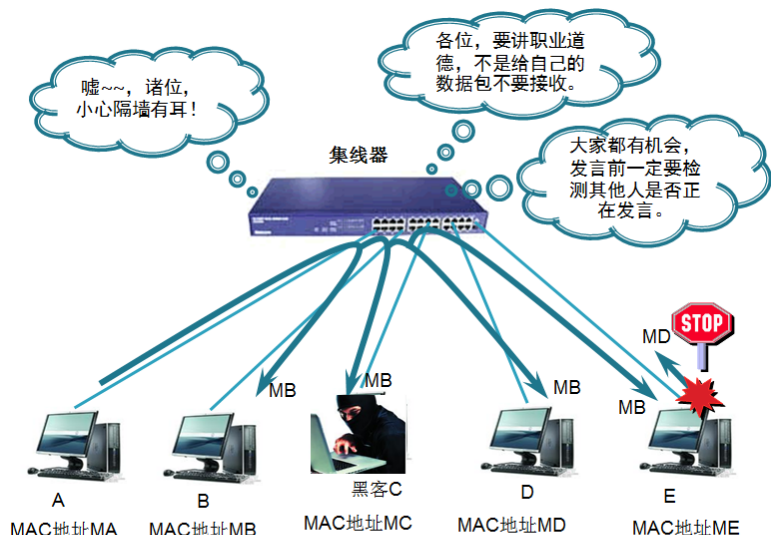 各位，要讲职业道
德，不是给自己的
数据包不要接收。
嘘~~，诸位，
小心隔墙有耳！
大家都有机会，
发言前一定要检
测其他人是否正
在发言。
集线器
STOP
MD
MB
MB
MB
MB
A
B
黑客C
D
E
MAC地址MA
MAC地址MB
MAC地址MC
MAC地址MD
MAC地址ME